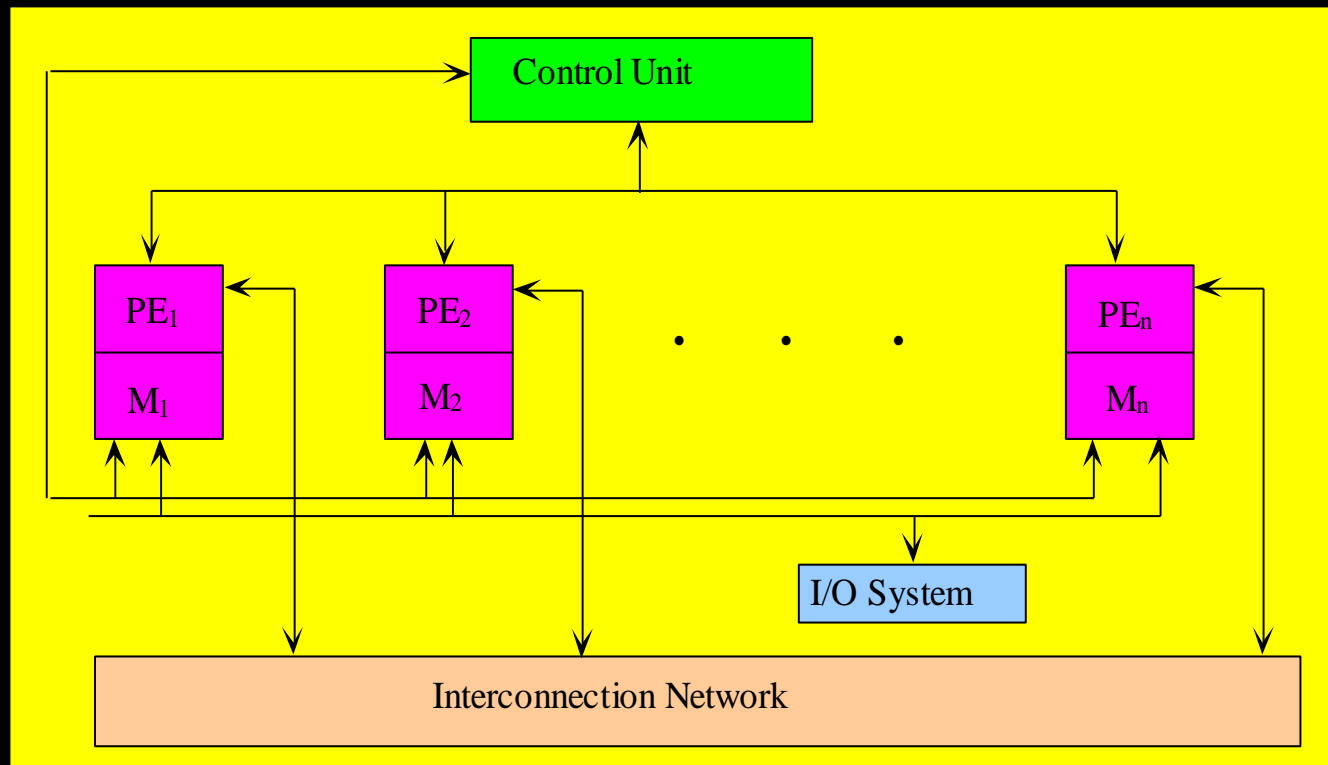 Control Unit
PE₁
PE₂
PEₙ
M₁
M₂
Mₙ
. . .
I/O System
Interconnection Network